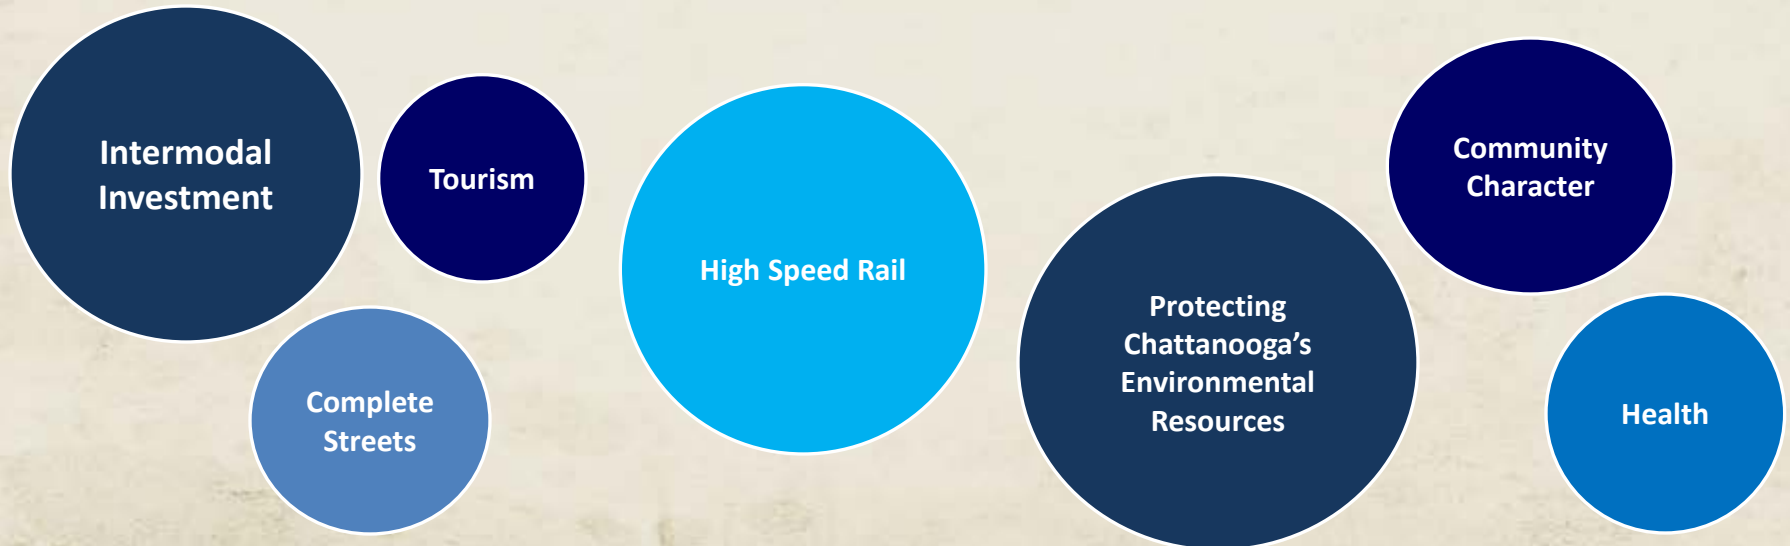 Intermodal
Investment
Tourism
Complete
Streets
High Speed Rail
Protecting
Chattanooga’s
Environmental
Resources
Community
Character
Health